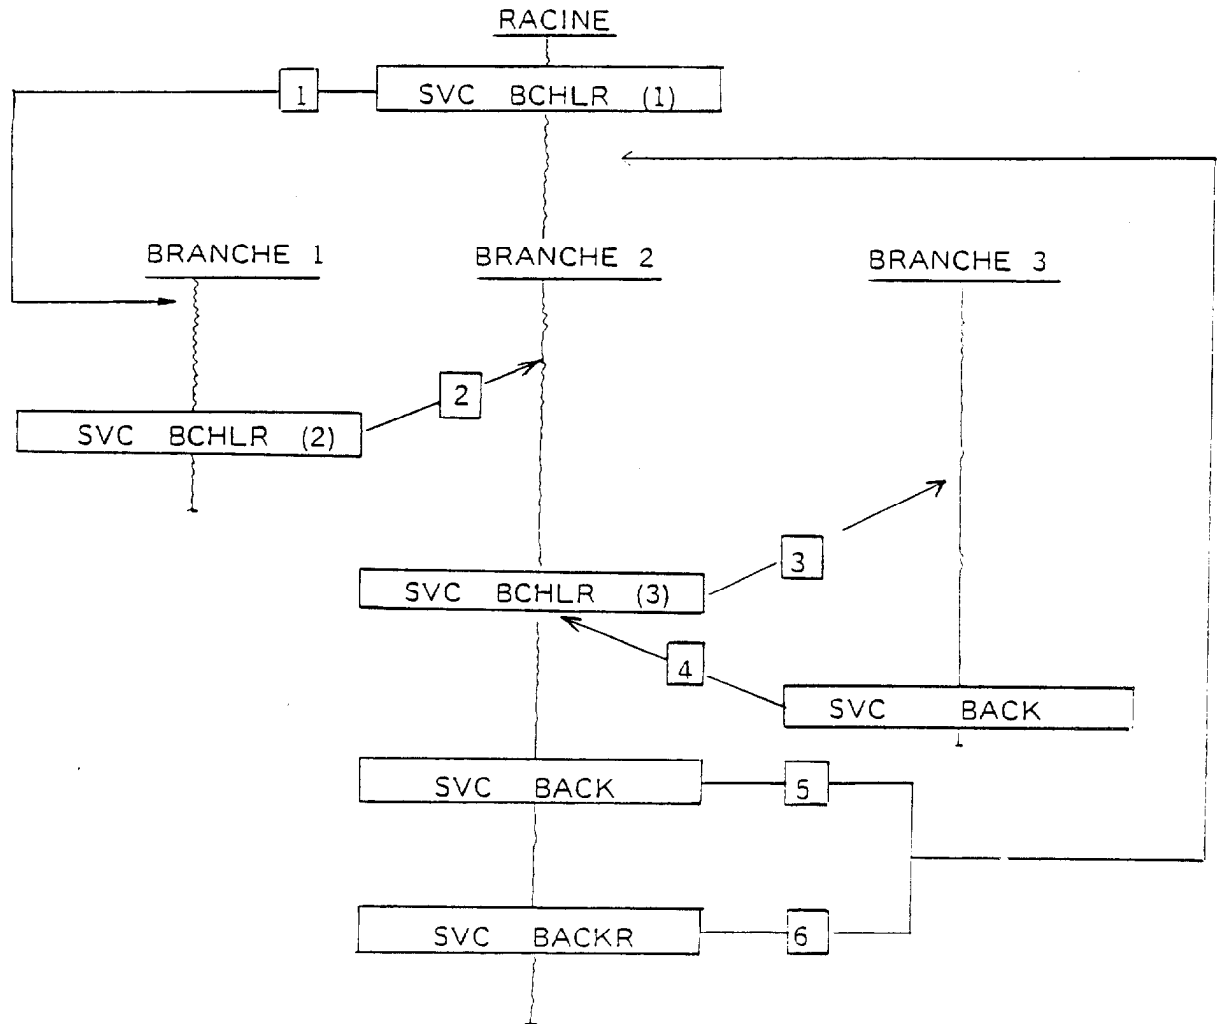 RACINE
1
SVC BCHLR (1)
BRANCHE 1
BRANCHE 2
BRANCHE 3
2
SVC BCHLR (2)
3
SVC BCHLR (3)
4
SVC BACK
SVC BACK
5
SVC BACKR
6